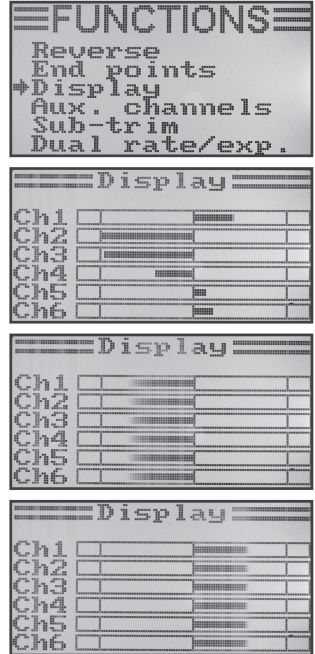 FUNCTIONS
Reverse
End points
Display
Aux. channels
Sub-trim
Dual rate/exp.
Display
Ch1
Ch2
Ch3
Ch4
Ch5
Ch6
Display
Ch1
Ch2
Ch3
Ch4
Ch5
Ch6
Display
Ch1
Ch2
Ch3
Ch4
Ch5
Ch6